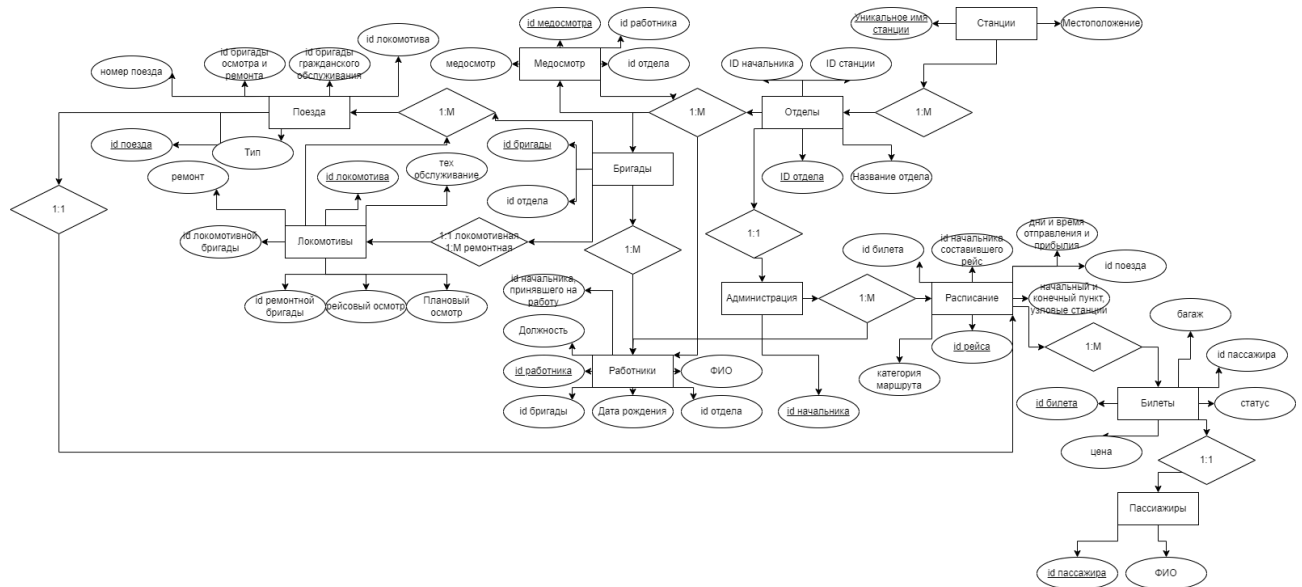 Уникальное имя
станции
Станции
Местоположение
id медосмотра
id работника
медосмотр
Медосмотр
id отдела
id локомотива
id бригады
осмотра и
ремонта
id бригады
гражданского
обслуживания
номер поезда
Поезда
1:М
ID начальника
ID станции
1:М
Отделы
1:М
id поезда
Тип
id бригады
Бригады
ID отдела
Название отдела
ремонт
id локомотива
тех
обслуживание
id отдела
1:1
Локомотивы
1:1 локомотивная
1:М ремонтная
id локомотивной
бригады
1:М
1:1
id ремонтной
бригады
рейсовый осмотр
Плановый
осмотр
id билета
id начальника
составившего
рейс
дни и время
отправления и
прибылия
id поезда
id начальника,
принявшего на
работу
Администрация
1:М
Расписание
начальный и
конечный пункт,
узловые станции
Должность
id рейса
1:М
багаж
id работника
Работники
ФИО
категория
маршрута
id пассажира
id бригады
Дата рождения
id отдела
id начальника
id билета
Билеты
статус
цена
1:1
Пассиажиры
id пассажира
ФИО